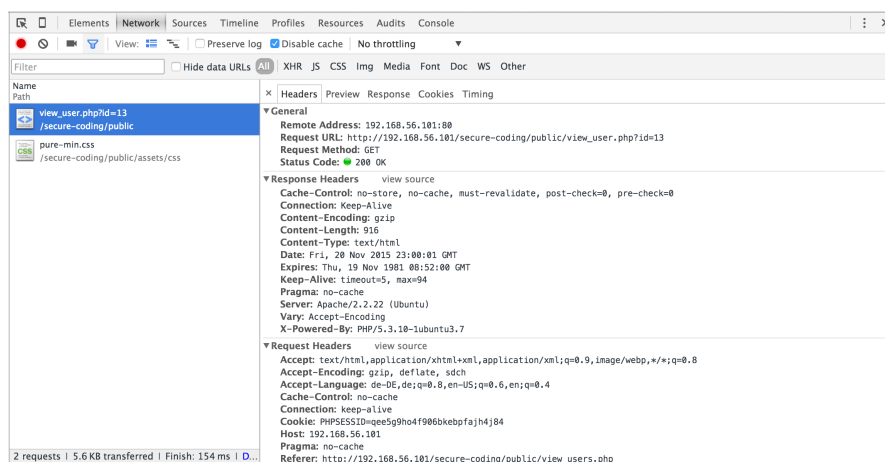 Elements Network Sources Timeline Profiles Resources Audits Console
View: Preserve log Disable cache No throttling
Filter Hide data URLs All XHR JS CSS Img Media Font Doc WS Other
Name
Path
view_user.php?id=13
/secure-coding/public
pure-min.css
/secure-coding/public/assets/css
2 requests | 5.6 KB transferred | Finish: 154 ms | D...
× Headers Preview Response Cookies Timing
▼General
Remote Address: 192.168.56.101:80
Request URL: http://192.168.56.101/secure-coding/public/view_user.php?id=13
Request Method: GET
Status Code: 200 OK
▼Response Headers view source
Cache-Control: no-store, no-cache, must-revalidate, post-check=0, pre-check=0
Connection: Keep-Alive
Content-Encoding: gzip
Content-Length: 916
Content-Type: text/html
Date: Fri, 20 Nov 2015 23:00:01 GMT
Expires: Thu, 19 Nov 1981 08:52:00 GMT
Keep-Alive: timeout=5, max=94
Pragma: no-cache
Server: Apache/2.2.22 (Ubuntu)
Vary: Accept-Encoding
X-Powered-By: PHP/5.3.10-1ubuntu3.7
▼Request Headers view source
Accept: text/html,application/xhtml+xml,application/xml;q=0.9,image/webp,*/*;q=0.8
Accept-Encoding: gzip, deflate, sdch
Accept-Language: de-DE,de;q=0.8,en-US;q=0.6,en;q=0.4
Cache-Control: no-cache
Connection: keep-alive
Cookie: PHPSESSID=qee5g9ho4f906bkebpfajh4j84
Host: 192.168.56.101
Pragma: no-cache
Referer: http://192.168.56.101/secure-coding/public/view_users.php